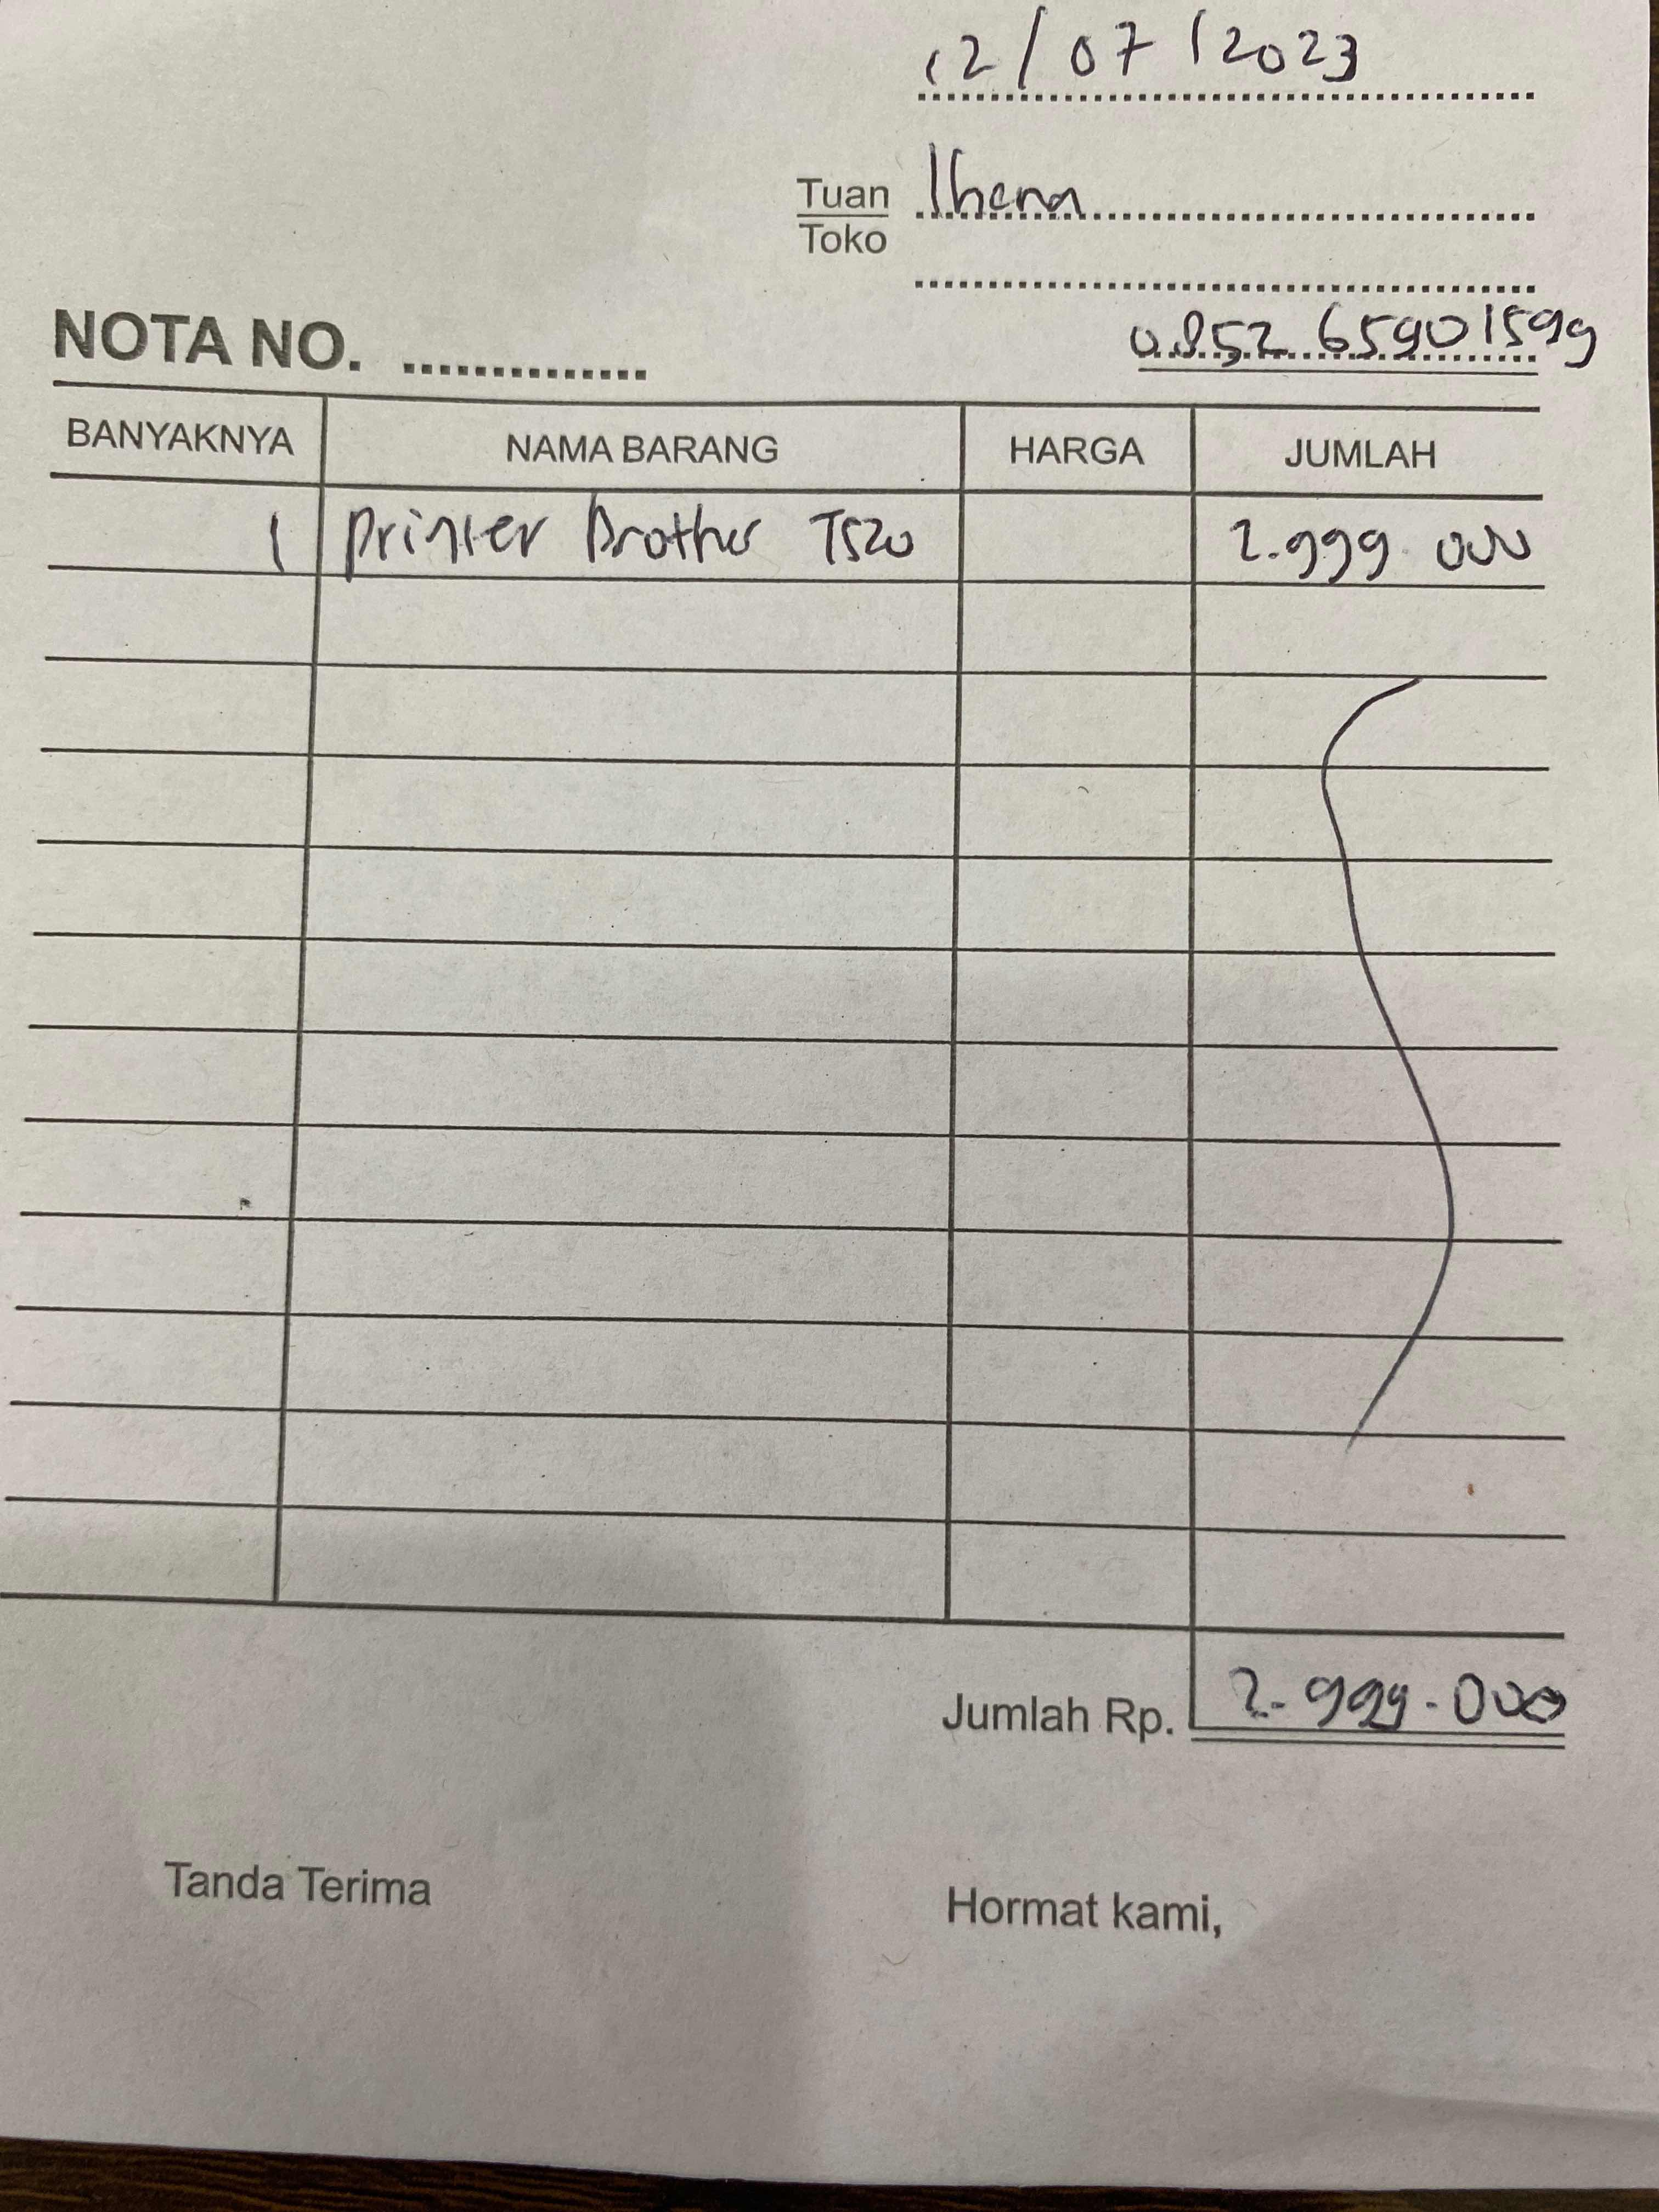 12/07/2023
Tuan Ihena
Toko
0852 65901599
NOTA NO. ..............
BANYAKNYA NAMA BARANG HARGA JUMLAH
1 Printer Brother T520 2.999.000
Jumlah Rp. 2.999.000
Tanda Terima Hormat kami,